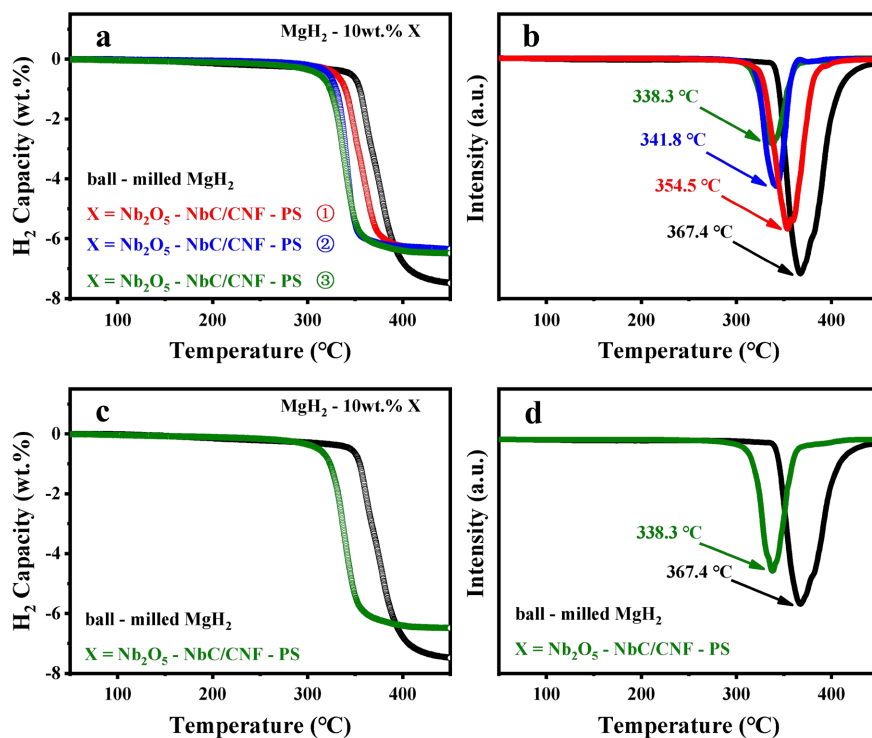 a
MgH₂ - 10wt.% X
0
-2
-4
-6
-8
H₂ Capacity (wt.%)
ball - milled MgH₂
X = Nb₂O₅ - NbC/CNF - PS ①
X = Nb₂O₅ - NbC/CNF - PS ②
X = Nb₂O₅ - NbC/CNF - PS ③
100 200 300 400
Temperature (℃)
b
Intensity (a.u.)
338.3 ℃
341.8 ℃
354.5 ℃
367.4 ℃
100 200 300 400
Temperature (℃)
c
MgH₂ - 10wt.% X
0
-2
-4
-6
-8
H₂ Capacity (wt.%)
ball - milled MgH₂
X = Nb₂O₅ - NbC/CNF - PS
100 200 300 400
Temperature (℃)
d
Intensity (a.u.)
338.3 ℃
367.4 ℃
ball - milled MgH₂
X = Nb₂O₅ - NbC/CNF - PS
100 200 300 400
Temperature (℃)